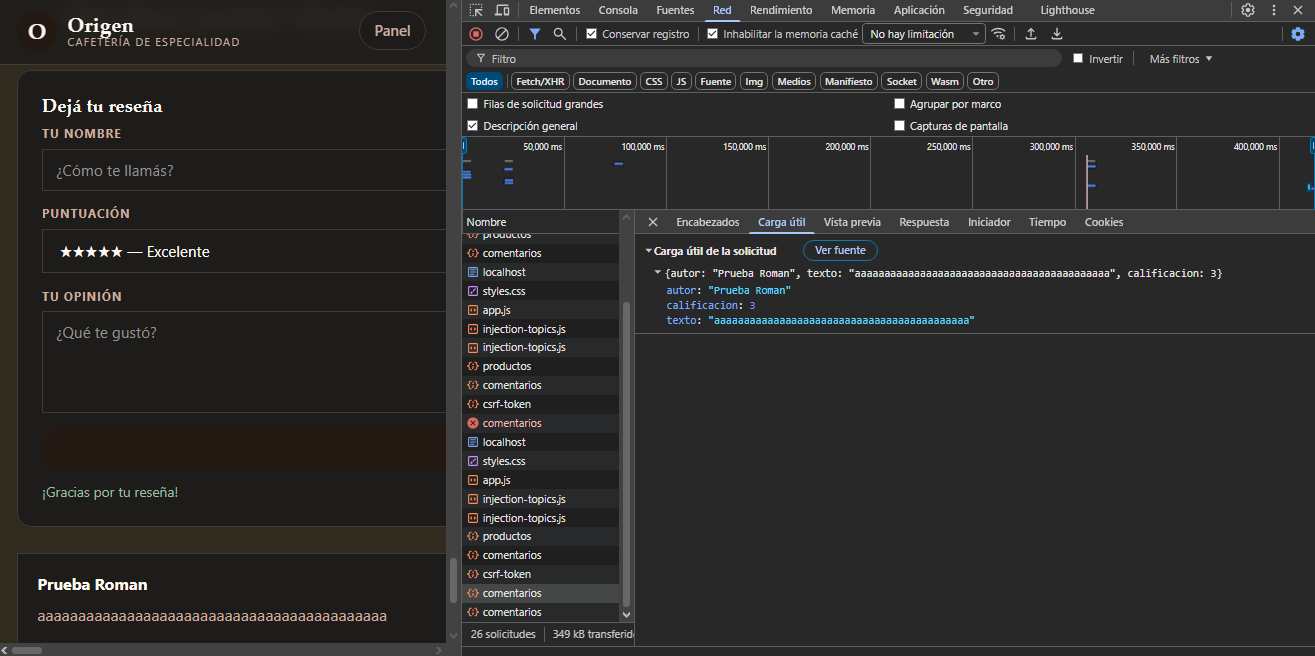 O
Origen
CAFETERÍA DE ESPECIALIDAD
Panel
Dejá tu reseña
TU NOMBRE
¿Cómo te llamás?
PUNTUACIÓN
★★★★★ — Excelente
TU OPINIÓN
¿Qué te gustó?
¡Gracias por tu reseña!
Prueba Roman
aaaaaaaaaaaaaaaaaaaaaaaaaaaaaaaaaaaaaaaaaaa
Elementos Consola Fuentes Red Rendimiento Memoria Aplicación Seguridad Lighthouse
Conservar registro Inhabilitar la memoria caché No hay limitación
Filtro Invertir Más filtros
Todos Fetch/XHR Documento CSS JS Fuente Img Medios Manifiesto Socket Wasm Otro
Filas de solicitud grandes Agrupar por marco
Descripción general Capturas de pantalla
50,000 ms 100,000 ms 150,000 ms 200,000 ms 250,000 ms 300,000 ms 350,000 ms 400,000 ms
Nombre
productos
comentarios
localhost
styles.css
app.js
injection-topics.js
injection-topics.js
productos
comentarios
csrf-token
comentarios
localhost
styles.css
app.js
injection-topics.js
injection-topics.js
productos
comentarios
csrf-token
comentarios
comentarios
26 solicitudes 349 kB transferid
Encabezados Carga útil Vista previa Respuesta Iniciador Tiempo Cookies
Carga útil de la solicitud Ver fuente
{autor: "Prueba Roman", texto: "aaaaaaaaaaaaaaaaaaaaaaaaaaaaaaaaaaaaaaaaaaa", calificacion: 3}
autor: "Prueba Roman"
calificacion: 3
texto: "aaaaaaaaaaaaaaaaaaaaaaaaaaaaaaaaaaaaaaaaaaa"